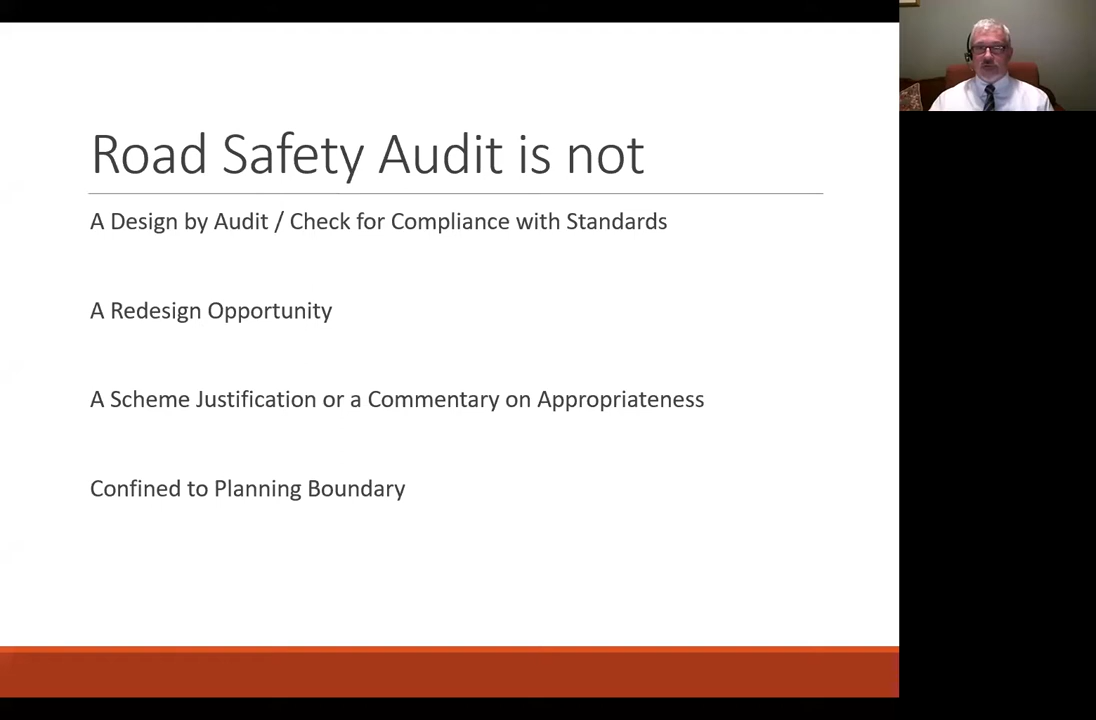 Road Safety Audit is not
A Design by Audit / Check for Compliance with Standards
A Redesign Opportunity
A Scheme Justification or a Commentary on Appropriateness
Confined to Planning Boundary